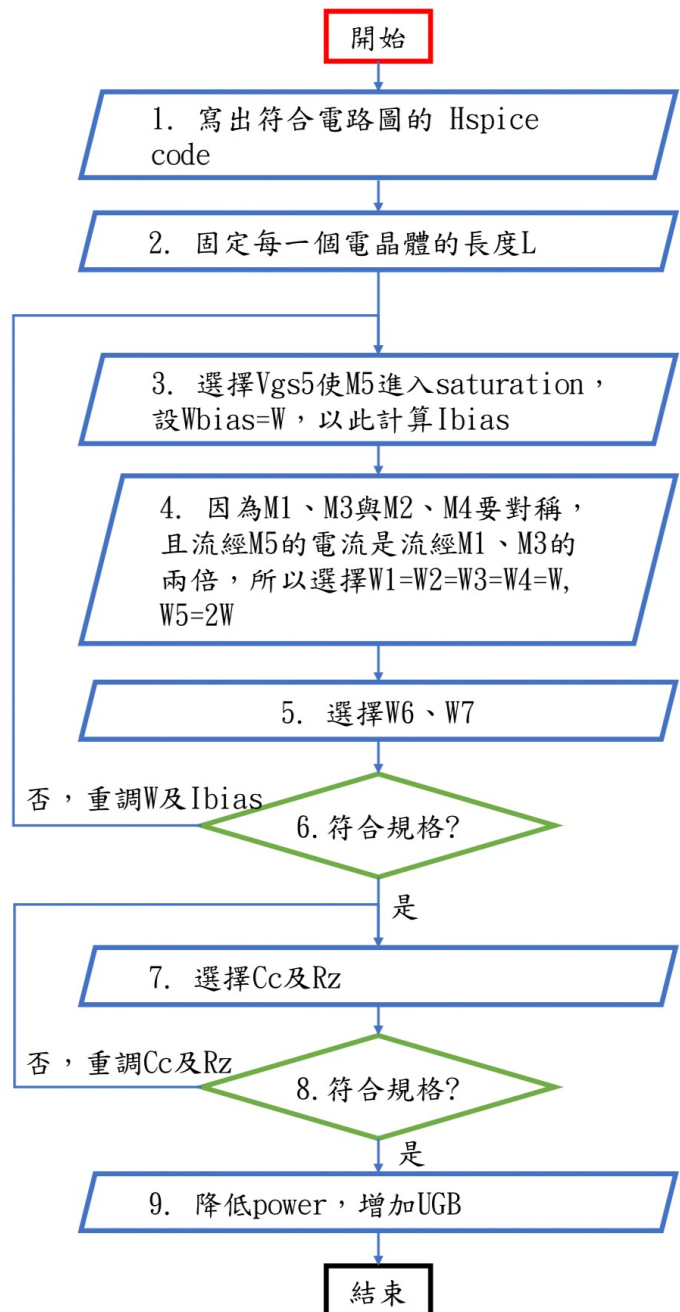 開始
1. 寫出符合電路圖的 Hspice
code
2. 固定每一個電晶體的長度L
3. 選擇Vgs5使M5進入saturation，
設Wbias=W，以此計算Ibias
4. 因為M1、M3與M2、M4要對稱，
且流經M5的電流是流經M1、M3的
兩倍，所以選擇W1=W2=W3=W4=W,
W5=2W
5. 選擇W6、W7
否，重調W及Ibias
6.符合規格?
是
7. 選擇Cc及Rz
否，重調Cc及Rz
8.符合規格?
是
9. 降低power，增加UGB
結束